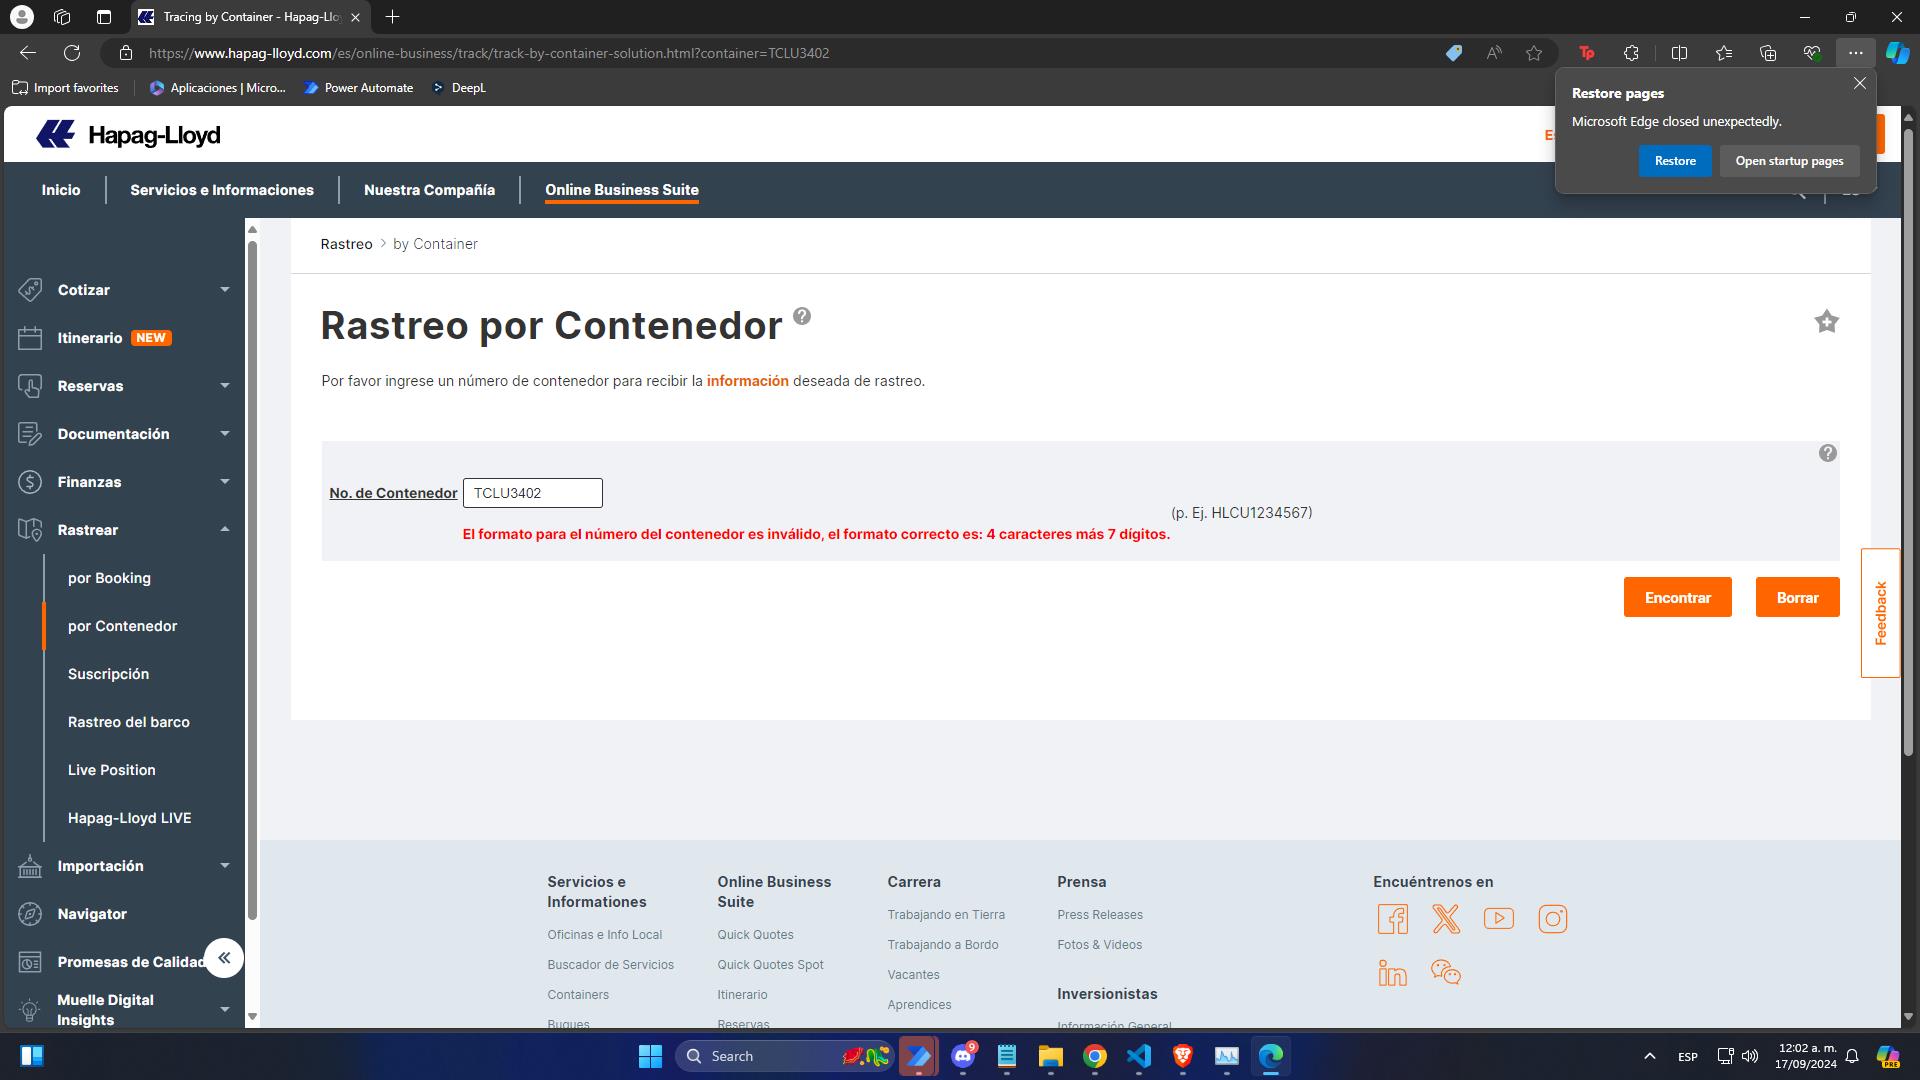 Tracing by Container - Hapag-Llo
https://www.hapag-lloyd.com/es/online-business/track/track-by-container-solution.html?container=TCLU3402
Import favorites
Aplicaciones | Micro...
Power Automate
DeepL
Restore pages
Microsoft Edge closed unexpectedly.
Restore
Open startup pages
Hapag-Lloyd
Inicio
Servicios e Informaciones
Nuestra Compañía
Online Business Suite
Rastreo > by Container
Cotizar
Itinerario NEW
Reservas
Documentación
Finanzas
Rastrear
por Booking
por Contenedor
Suscripción
Rastreo del barco
Live Position
Hapag-Lloyd LIVE
Importación
Navigator
Promesas de Calidad
Muelle Digital
Insights
Rastreo por Contenedor
Por favor ingrese un número de contenedor para recibir la información deseada de rastreo.
No. de Contenedor TCLU3402
(p. Ej. HLCU1234567)
El formato para el número del contenedor es inválido, el formato correcto es: 4 caracteres más 7 dígitos.
Encontrar
Borrar
Feedback
Servicios e
Informationes
Oficinas e Info Local
Buscador de Servicios
Containers
Buques
Online Business
Suite
Quick Quotes
Quick Quotes Spot
Itinerario
Reservas
Carrera
Trabajando en Tierra
Trabajando a Bordo
Vacantes
Aprendices
Prensa
Press Releases
Fotos & Videos
Inversionistas
Información General
Encuéntrenos en
Search
9
ESP
12:02 a. m.
17/09/2024
PRE